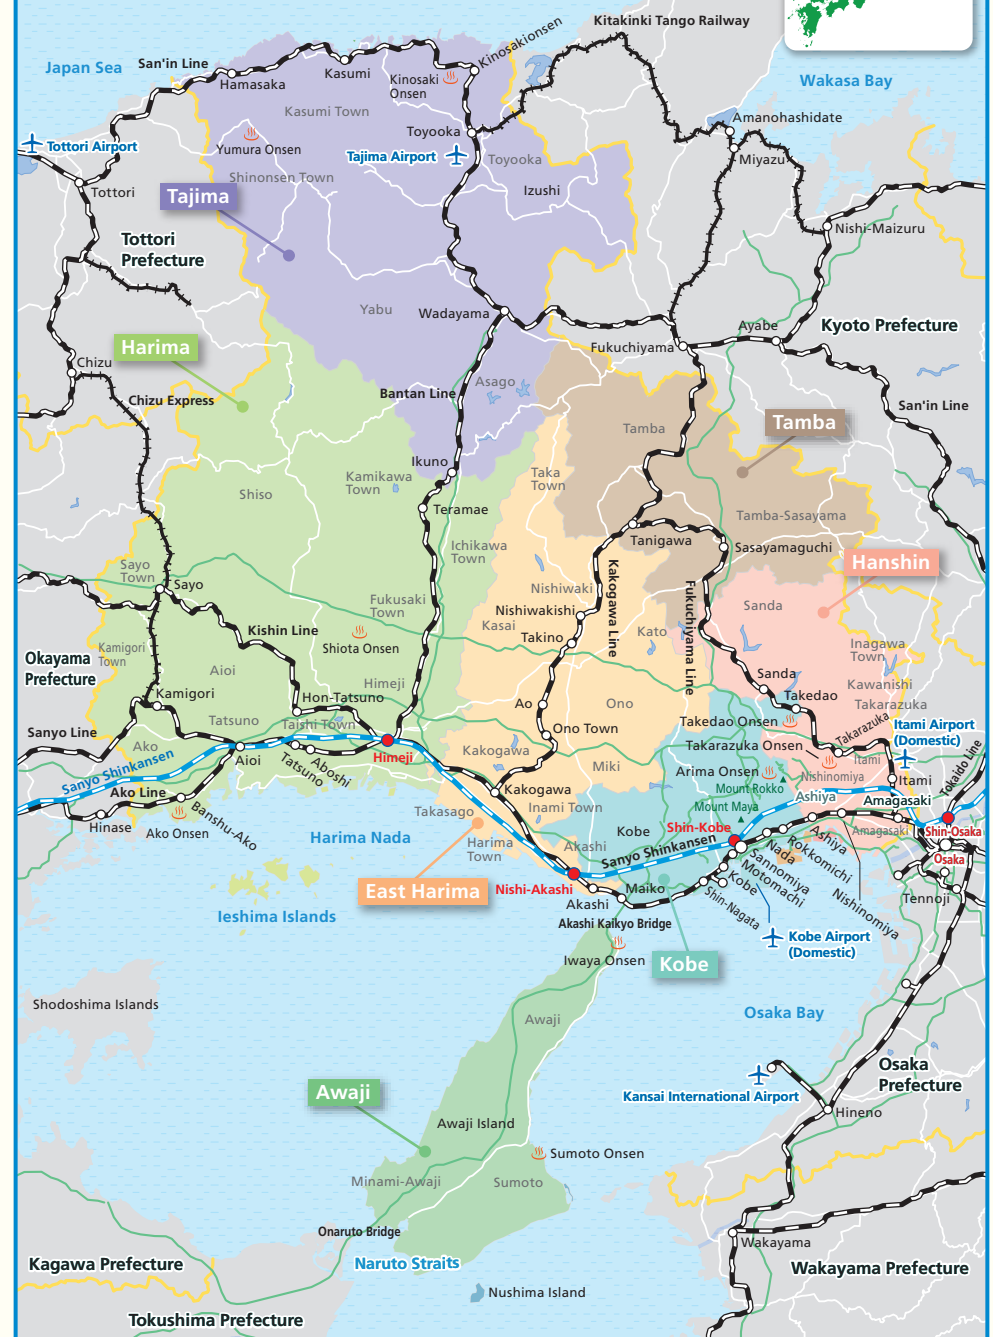 Kitakinki Tango Railway
Japan Sea
San'in Line
Kinosakionsen
Kasumi
Hamasaka
Kinosaki
Onsen
Wakasa Bay
Kasumi Town
Amanohashidate
Toyooka
Tottori Airport
Yumura Onsen
Tajima Airport
Toyooka
Miyazu
Shinonsen Town
Izushi
Tottori
Tajima
Nishi-Maizuru
Tottori
Prefecture
Yabu
Wadayama
Ayabe
Kyoto Prefecture
Harima
Fukuchiyama
Chizu
Asago
Bantan Line
Chizu Express
San'in Line
Tamba
Tamba
Ikuno
Kamikawa
Town
Taka
Town
Shiso
Teramae
Tamba-Sasayama
Tanigawa
Sasayamaguchi
Ichikawa
Town
Hanshin
Sayo
Town
Sayo
Kakogawa Line
Fukuchiyama Line
Nishiwaki
Fukusaki
Town
Nishiwakishi
Sanda
Kasai
Kishin Line
Takino
Kato
Shiota Onsen
Kamigori
Town
Inagawa
Town
Okayama
Prefecture
Aioi
Himeji
Sanda
Kawanishi
Kamigori
Hon-Tatsuno
Ao
Ono
Takedao
Takarazuka
Tatsuno
Taishi Town
Takedao Onsen
Itami Airport
(Domestic)
Sanyo Line
Ono Town
Takarazuka
Ako
Kakogawa
Takarazuka Onsen
Himeji
Aioi
Tatsuno
Aboshi
Miki
Itami
Tokaido Line
Sanyo Shinkansen
Arima Onsen
Nishinomiya
Itami
Mount Rokko
Ako Line
Kakogawa
Ashiya
Amagasaki
Mount Maya
Banshu-Ako
Takasago
Inami Town
Hinase
Ako Onsen
Kobe
Shin-Kobe
Ashiya
Amagasaki
Shin-Osaka
Harima Nada
Harima
Town
Akashi
Sanyo Shinkansen
Nada
Rokkomichi
Osaka
Sannomiya
Motomachi
Kobe
East Harima
Nishi-Akashi
Maiko
Shin-Nagata
Nishinomiya
Tennoji
Akashi
Ieshima Islands
Akashi Kaikyo Bridge
Kobe Airport
(Domestic)
Iwaya Onsen
Kobe
Shodoshima Islands
Osaka Bay
Awaji
Osaka
Prefecture
Awaji
Kansai International Airport
Hineno
Awaji Island
Sumoto Onsen
Minami-Awaji
Sumoto
Onaruto Bridge
Wakayama
Kagawa Prefecture
Naruto Straits
Wakayama Prefecture
Nushima Island
Tokushima Prefecture